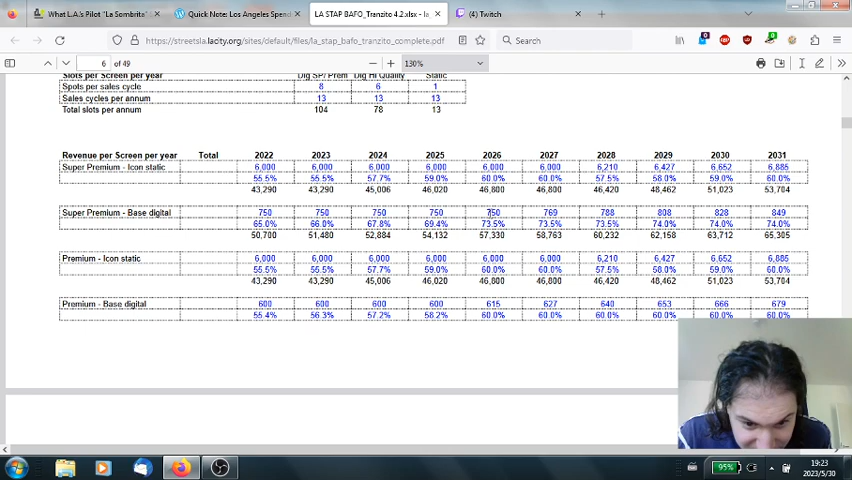 What L.A.'s Pilot "La Sombrita" ×
Quick Note: Los Angeles Spend ×
LA STAP BAFO_Tranzito 4.2.xlsx - la_ ×
Twitch ×
https://streetsla.lacity.org/sites/default/files/la_stap_bafo_tranzito_complete.pdf
Search
6 of 49
130%
Slots per Screen per year Dig SP/ Prem Dig Hi Quality Static
Spots per sales cycle 8 6 1
Sales cycles per annum 13 13 13
Total slots per annum 104 78 13
Revenue per Screen per year Total 2022 2023 2024 2025 2026 2027 2028 2029 2030 2031
Super Premium - Icon static 6,000 6,000 6,000 6,000 6,000 6,000 6,210 6,427 6,652 6,885
55.5% 55.5% 57.7% 59.0% 60.0% 60.0% 57.5% 58.0% 59.0% 60.0%
43,290 43,290 45,006 46,020 46,800 46,800 46,420 48,462 51,023 53,704
Super Premium - Base digital 750 750 750 750 750 769 788 808 828 849
65.0% 66.0% 67.8% 69.4% 73.5% 73.5% 73.5% 74.0% 74.0% 74.0%
50,700 51,480 52,884 54,132 57,330 58,763 60,232 62,158 63,712 65,305
Premium - Icon static 6,000 6,000 6,000 6,000 6,000 6,000 6,210 6,427 6,652 6,885
55.5% 55.5% 57.7% 59.0% 60.0% 60.0% 57.5% 58.0% 59.0% 60.0%
43,290 43,290 45,006 46,020 46,800 46,800 46,420 48,462 51,023 53,704
Premium - Base digital 600 600 600 600 615 627 640 653 666 679
55.4% 56.3% 57.2% 58.2% 60.0% 60.0% 60.0% 60.0% 60.0% 60.0%
95%
19:23
2023/5/30